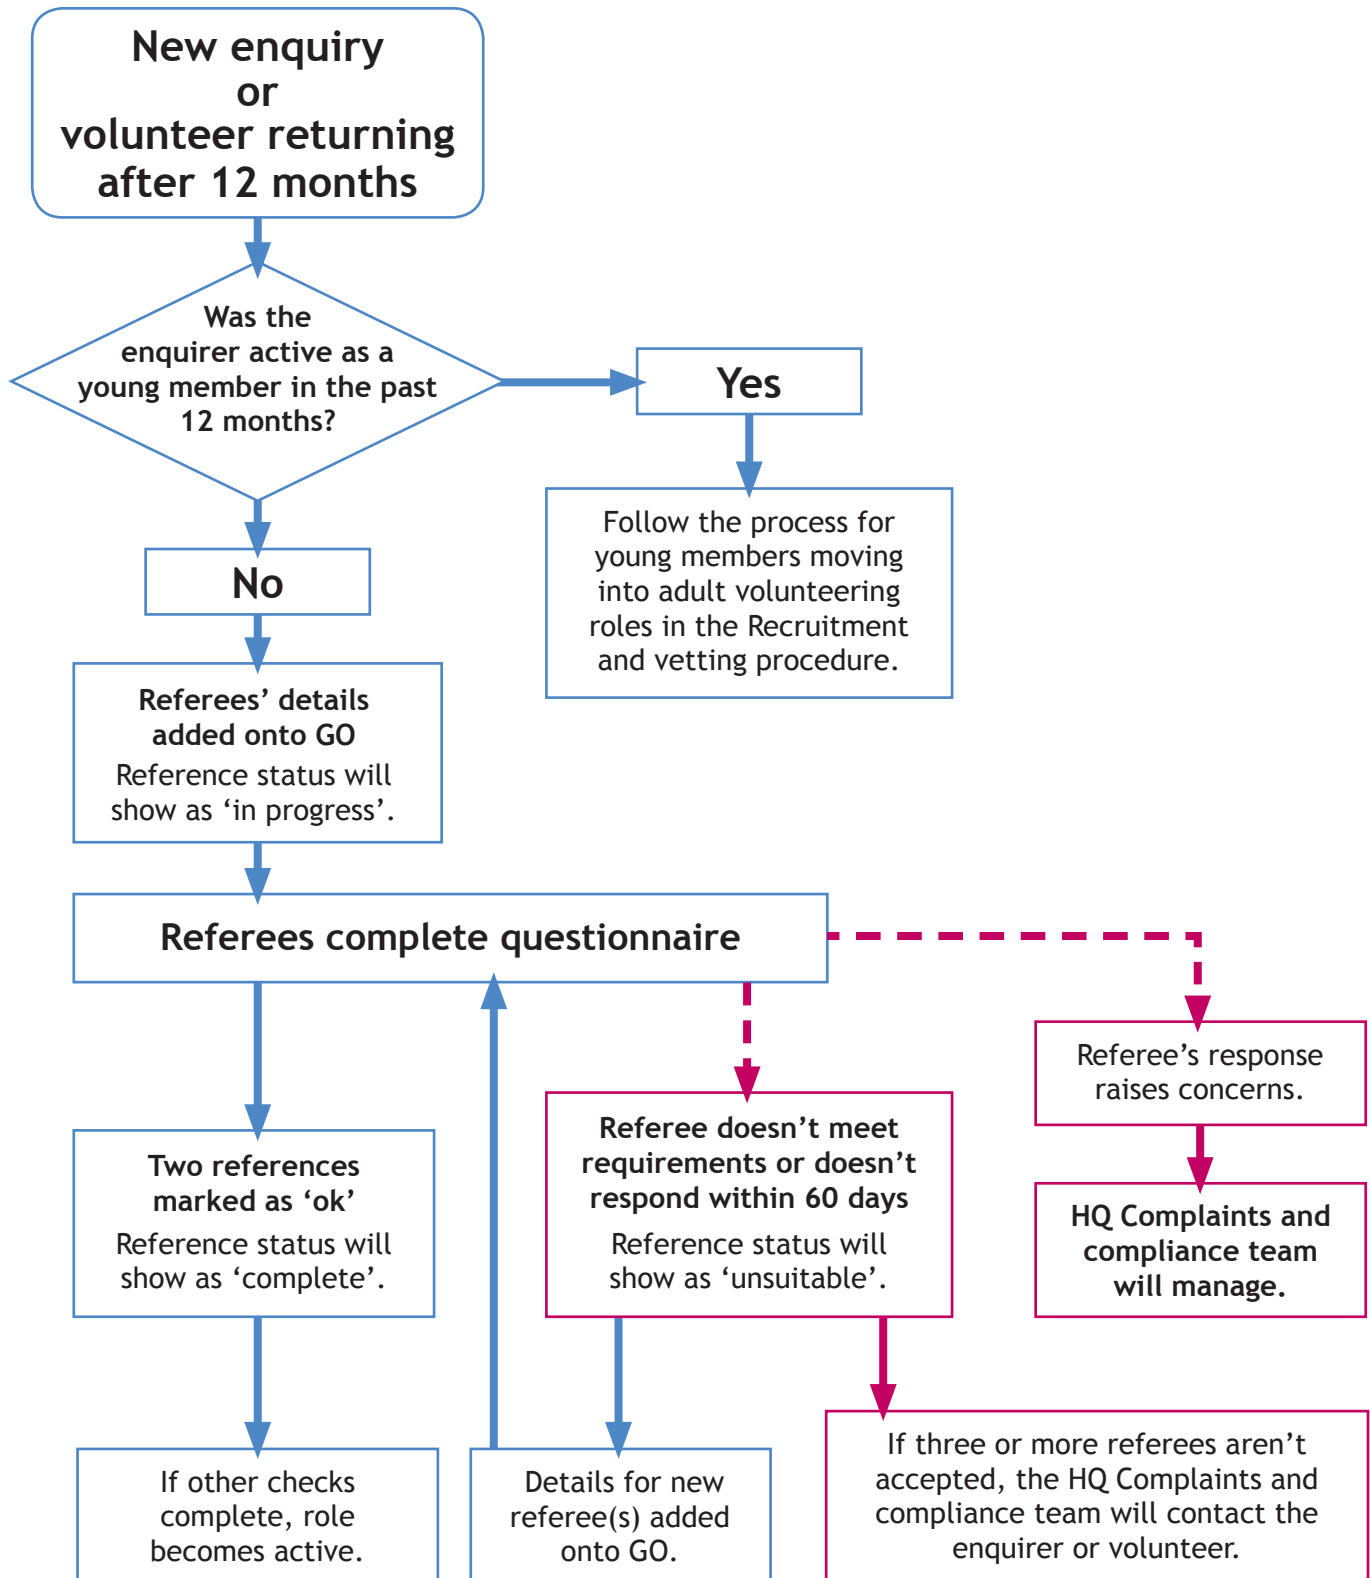 New enquiry
or
volunteer returning
after 12 months
Was the
enquirer active as a
young member in the past
12 months?
Yes
Follow the process for
young members moving
into adult volunteering
roles in the Recruitment
and vetting procedure.
No
Referees’ details
added onto GO
Reference status will
show as ‘in progress’.
Referees complete questionnaire
Two references
marked as ‘ok’
Reference status will
show as ‘complete’.
Referee doesn’t meet
requirements or doesn’t
respond within 60 days
Reference status will
show as ‘unsuitable’.
Referee’s response
raises concerns.
HQ Complaints and
compliance team
will manage.
If other checks
complete, role
becomes active.
Details for new
referee(s) added
onto GO.
If three or more referees aren’t
accepted, the HQ Complaints and
compliance team will contact the
enquirer or volunteer.